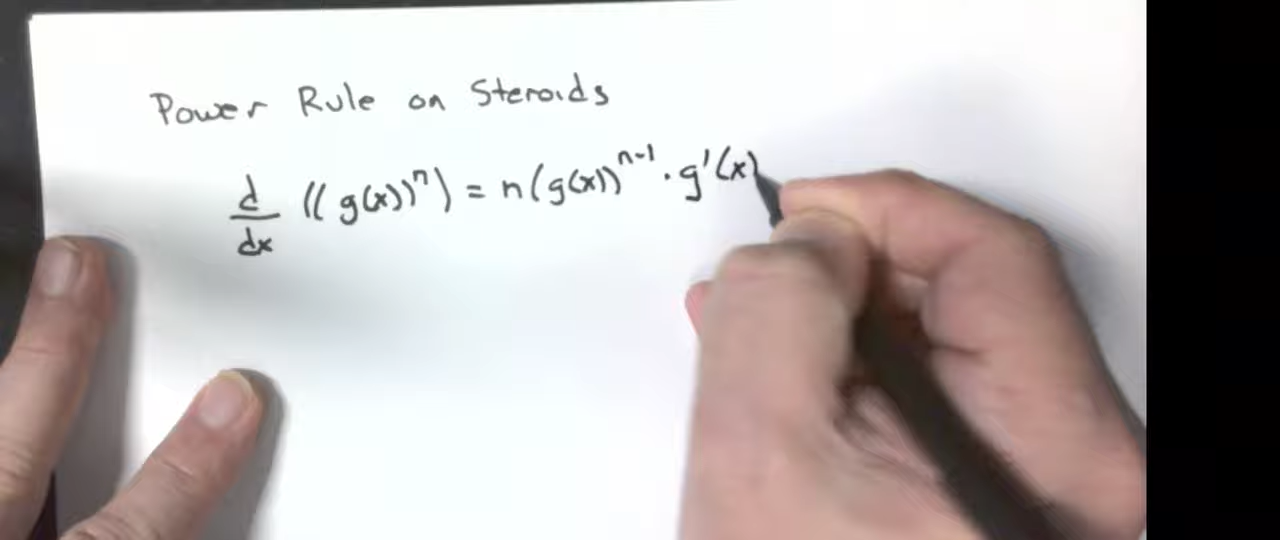 Power Rule on Steroids
d/dx ((g(x))^n) = n(g(x))^{n-1} · g'(x)